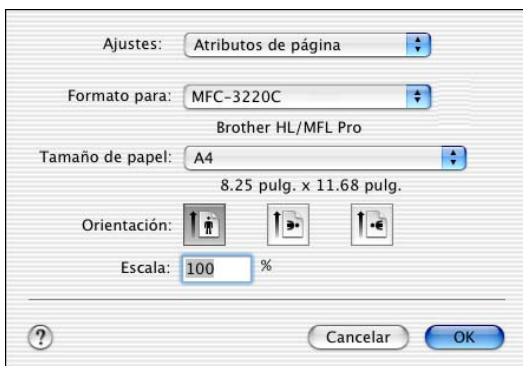 Ajustes: Atributos de página
Formato para: MFC-3220C
Brother HL/MFL Pro
Tamaño de papel: A4
8.25 pulg. x 11.68 pulg.
Orientación:
Escala: 100 %
? Cancelar OK